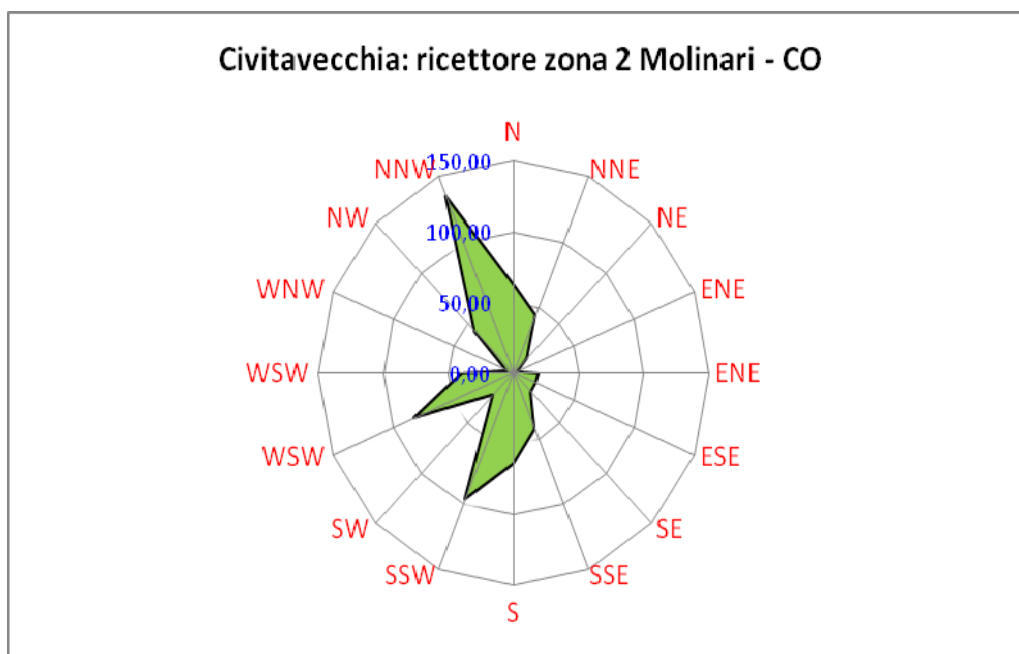 Civitavecchia: ricettore zona 2 Molinari - CO
N
NNW 150,00 NNE
NW 100,00 NE
WNW 50,00 ENE
WSW 0,00 ENE
WSW ESE
SW SE
SSW SSE
S